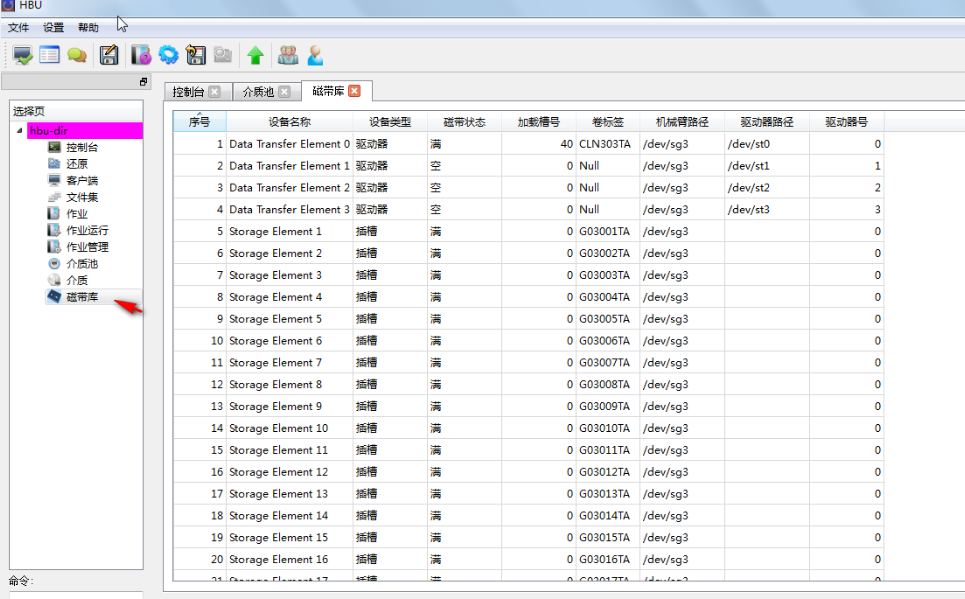 HBU
文件 设置 帮助
选择页
hbu-dir
控制台
还原
客户端
文件集
作业
作业运行
作业管理
介质池
介质
磁带库
命令:
控制台 介质池 磁带库
序号 设备名称 设备类型 磁带状态 加载槽号 卷标签 机械臂路径 驱动器路径 驱动器号
1 Data Transfer Element 0 驱动器 满 40 CLN303TA /dev/sg3 /dev/st0 0
2 Data Transfer Element 1 驱动器 空 0 Null /dev/sg3 /dev/st1 1
3 Data Transfer Element 2 驱动器 空 0 Null /dev/sg3 /dev/st2 2
4 Data Transfer Element 3 驱动器 空 0 Null /dev/sg3 /dev/st3 3
5 Storage Element 1 插槽 满 0 G03001TA /dev/sg3 0
6 Storage Element 2 插槽 满 0 G03002TA /dev/sg3 0
7 Storage Element 3 插槽 满 0 G03003TA /dev/sg3 0
8 Storage Element 4 插槽 满 0 G03004TA /dev/sg3 0
9 Storage Element 5 插槽 满 0 G03005TA /dev/sg3 0
10 Storage Element 6 插槽 满 0 G03006TA /dev/sg3 0
11 Storage Element 7 插槽 满 0 G03007TA /dev/sg3 0
12 Storage Element 8 插槽 满 0 G03008TA /dev/sg3 0
13 Storage Element 9 插槽 满 0 G03009TA /dev/sg3 0
14 Storage Element 10 插槽 满 0 G03010TA /dev/sg3 0
15 Storage Element 11 插槽 满 0 G03011TA /dev/sg3 0
16 Storage Element 12 插槽 满 0 G03012TA /dev/sg3 0
17 Storage Element 13 插槽 满 0 G03013TA /dev/sg3 0
18 Storage Element 14 插槽 满 0 G03014TA /dev/sg3 0
19 Storage Element 15 插槽 满 0 G03015TA /dev/sg3 0
20 Storage Element 16 插槽 满 0 G03016TA /dev/sg3 0
21 Storage Element 17 插槽 满 0 G03017TA /dev/sg3 0